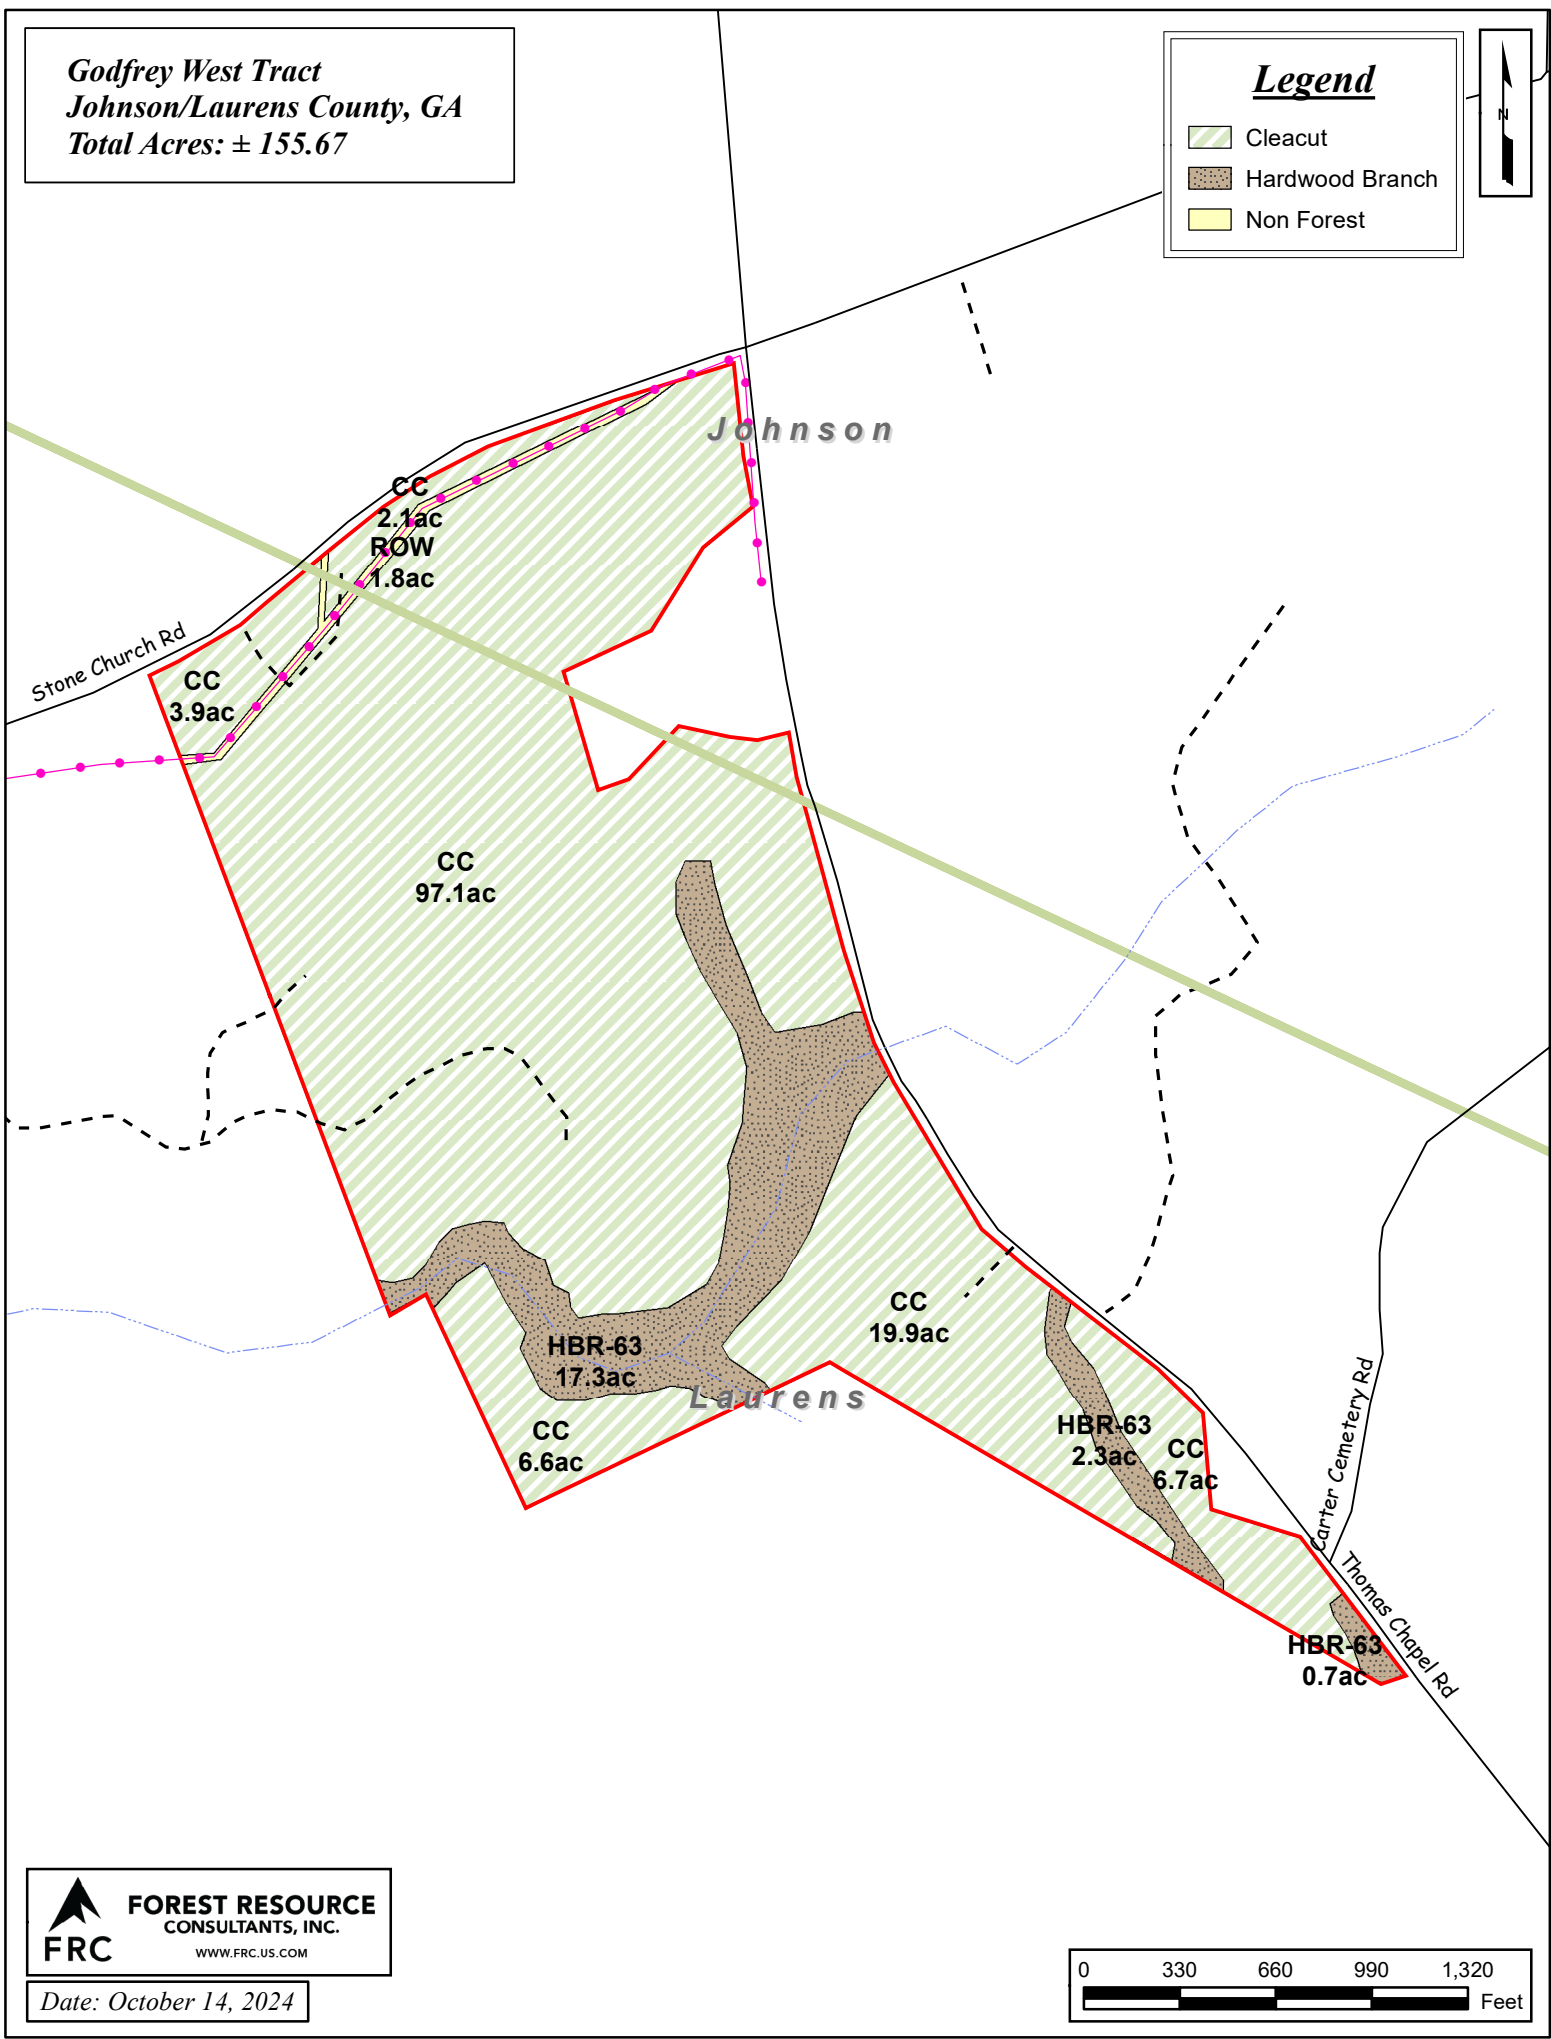 Godfrey West Tract
Johnson/Laurens County, GA
Total Acres: ± 155.67
Legend
Cleacut
Hardwood Branch
Non Forest
N
Johnson
CC
2.1ac
ROW
1.8ac
Stone Church Rd
CC
3.9ac
CC
97.1ac
CC
19.9ac
HBR-63
17.3ac
Laurens
CC
6.6ac
HBR-63
2.3ac
CC
6.7ac
Carter Cemetery Rd
Thomas Chapel Rd
HBR-63
0.7ac
FRC
FOREST RESOURCE
CONSULTANTS, INC.
WWW.FRC.US.COM
Date: October 14, 2024
0 330 660 990 1,320
Feet